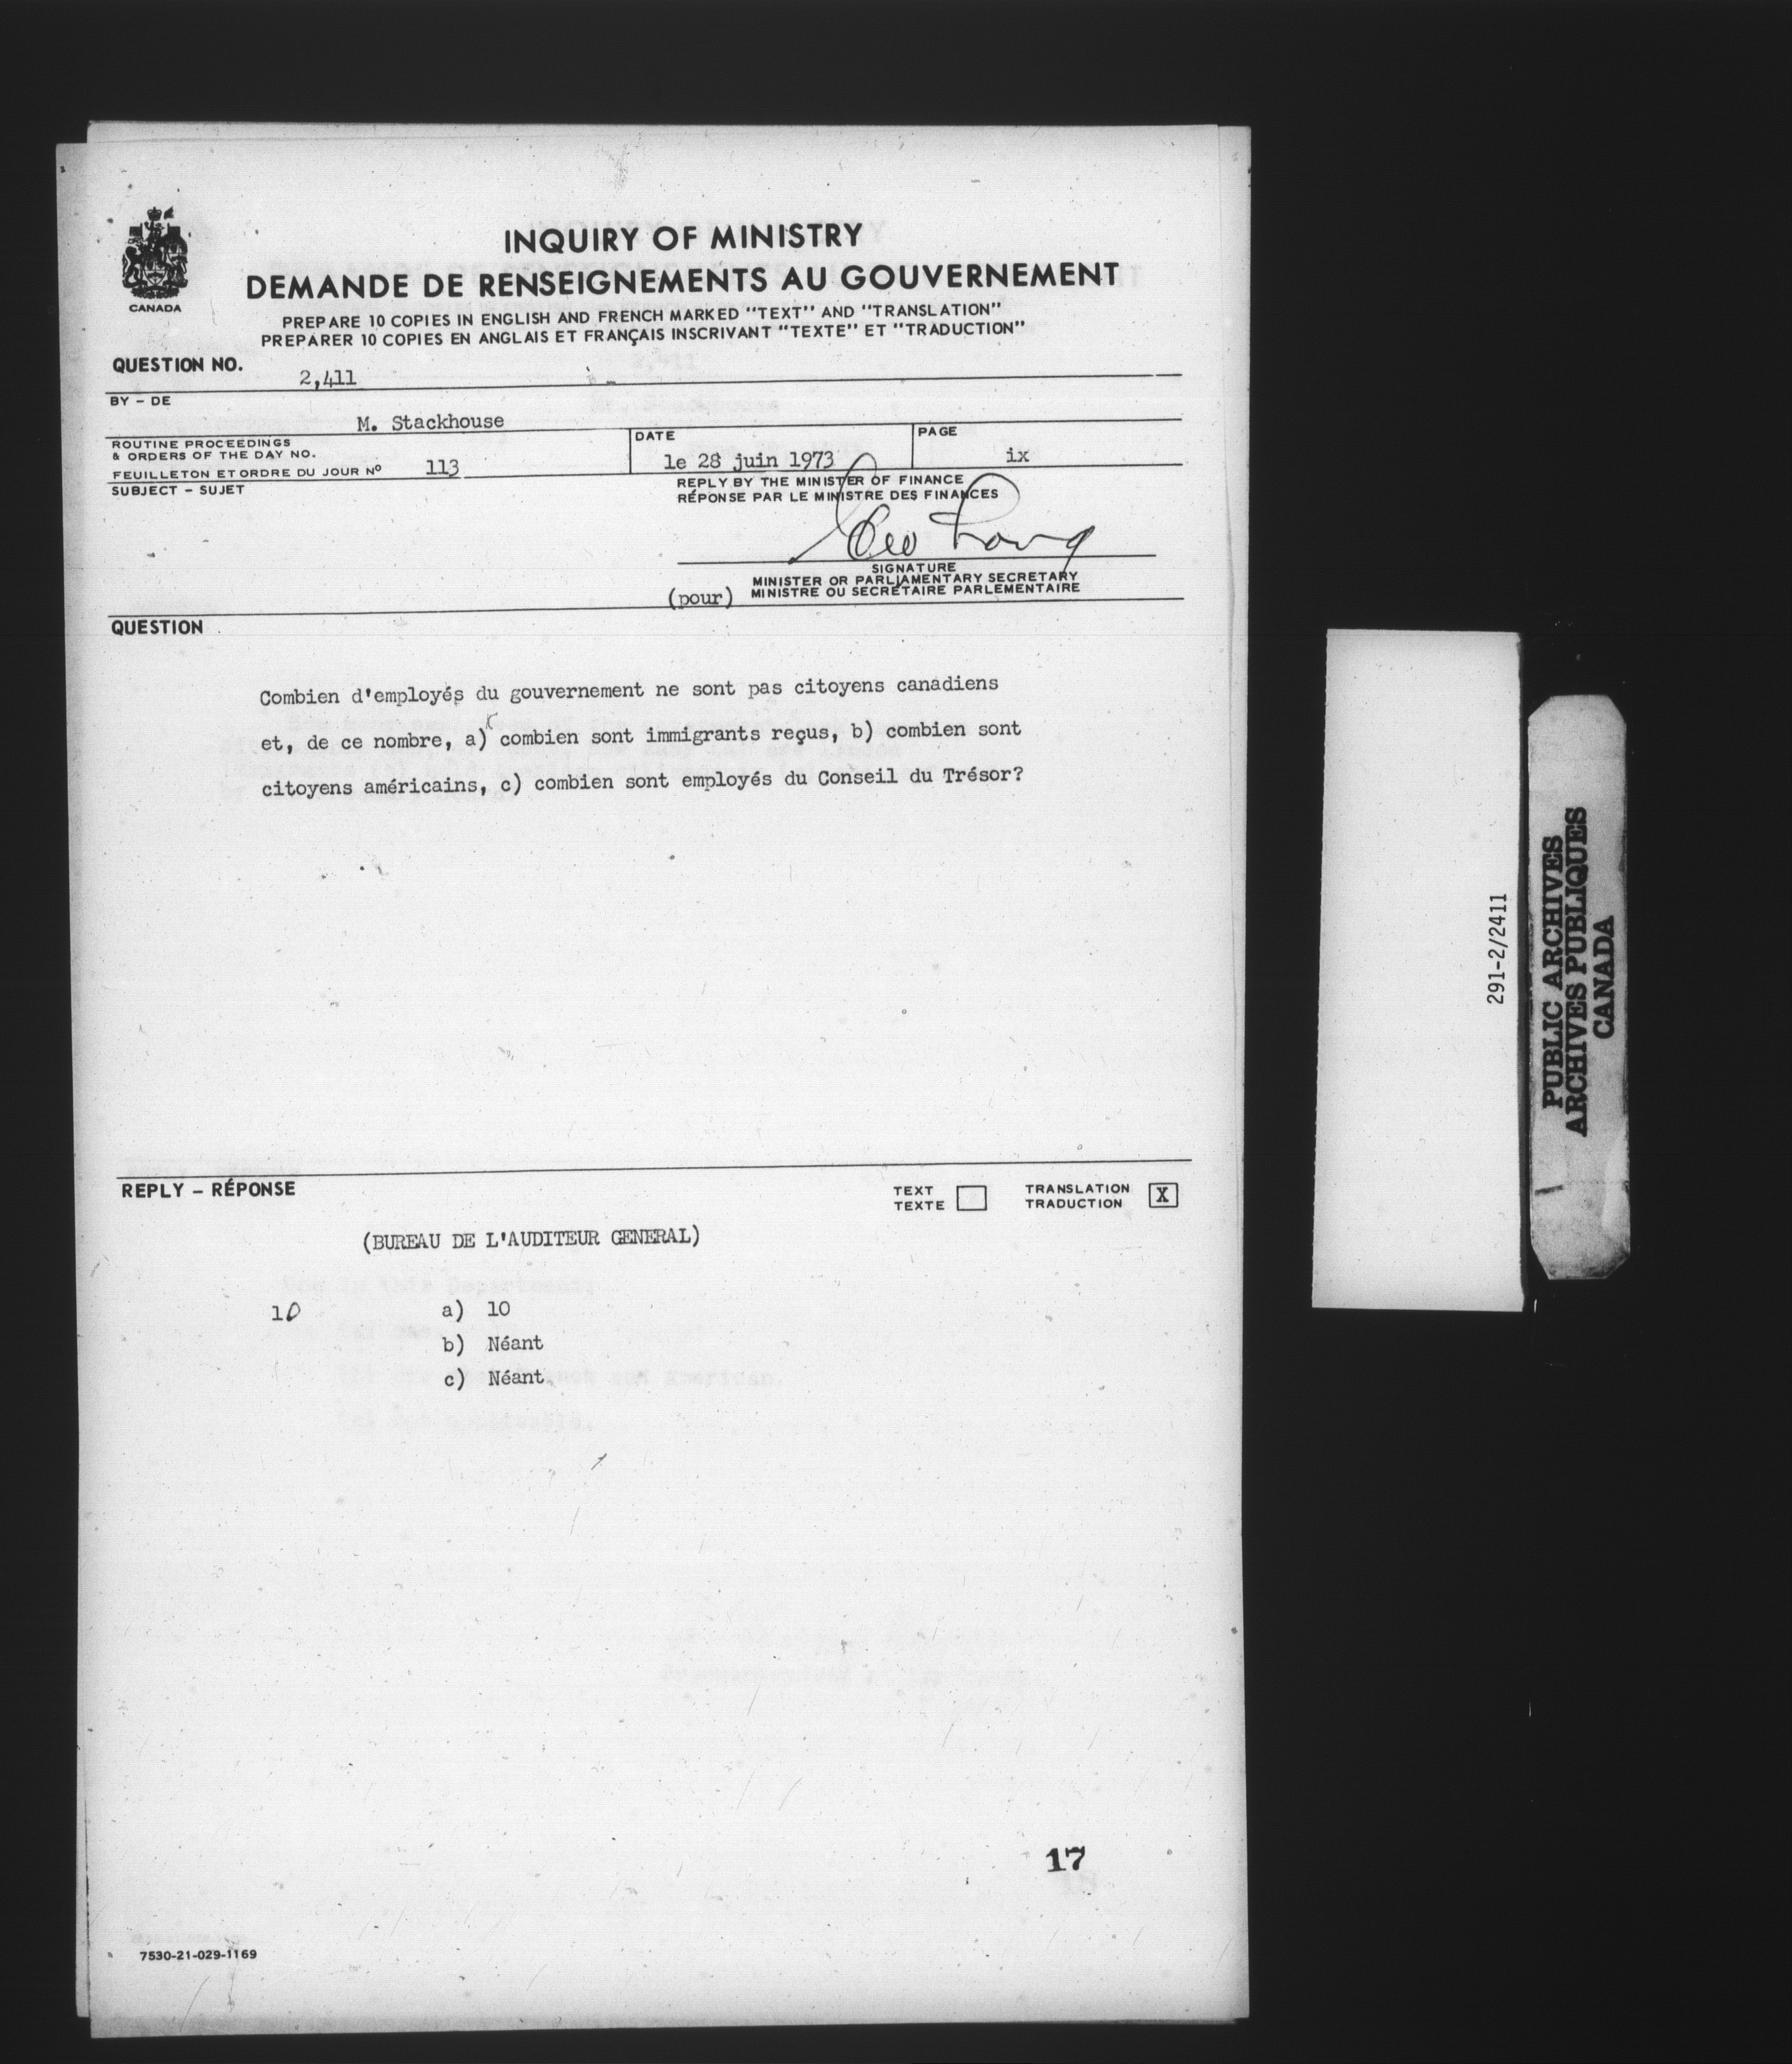 CANADA
INQUIRY OF MINISTRY
DEMANDE DE RENSEIGNEMENTS AU GOUVERNEMENT
PREPARE 10 COPIES IN ENGLISH AND FRENCH MARKED "TEXT" AND "TRANSLATION"
PREPARER 10 COPIES EN ANGLAIS ET FRANÇAIS INSCRIVANT "TEXTE" ET "TRADUCTION"
QUESTION NO.
2,411
BY - DE
M. Stackhouse
ROUTINE PROCEEDINGS
& ORDERS OF THE DAY NO.
FEUILLETON ET ORDRE DU JOUR Nº 113
DATE
le 28 juin 1973
PAGE
ix
SUBJECT - SUJET
REPLY BY THE MINISTER OF FINANCE
RÉPONSE PAR LE MINISTRE DES FINANCES
SIGNATURE
MINISTER OR PARLIAMENTARY SECRETARY
(pour) MINISTRE OU SECRÉTAIRE PARLEMENTAIRE
QUESTION
Combien d'employés du gouvernement ne sont pas citoyens canadiens
et, de ce nombre, a) combien sont immigrants reçus, b) combien sont
citoyens américains, c) combien sont employés du Conseil du Trésor?
REPLY - RÉPONSE
TEXT
TEXTE
TRANSLATION
TRADUCTION
X
(BUREAU DE L'AUDITEUR GENERAL)
10 a) 10
b) Néant
c) Néant
17
7530-21-029-1169
291-2/2411
PUBLIC ARCHIVES
ARCHIVES PUBLIQUES
CANADA